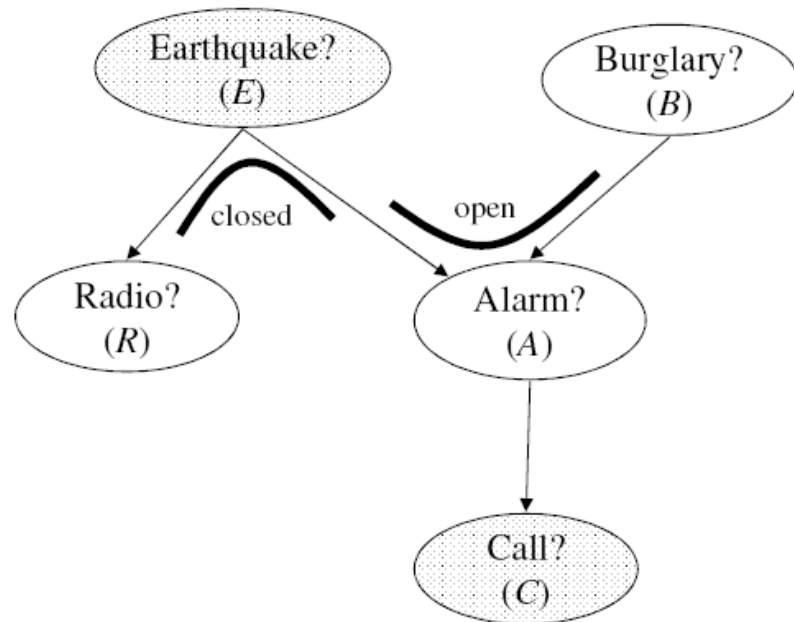 Earthquake?
(E)
Burglary?
(B)
closed
open
Radio?
(R)
Alarm?
(A)
Call?
(C)